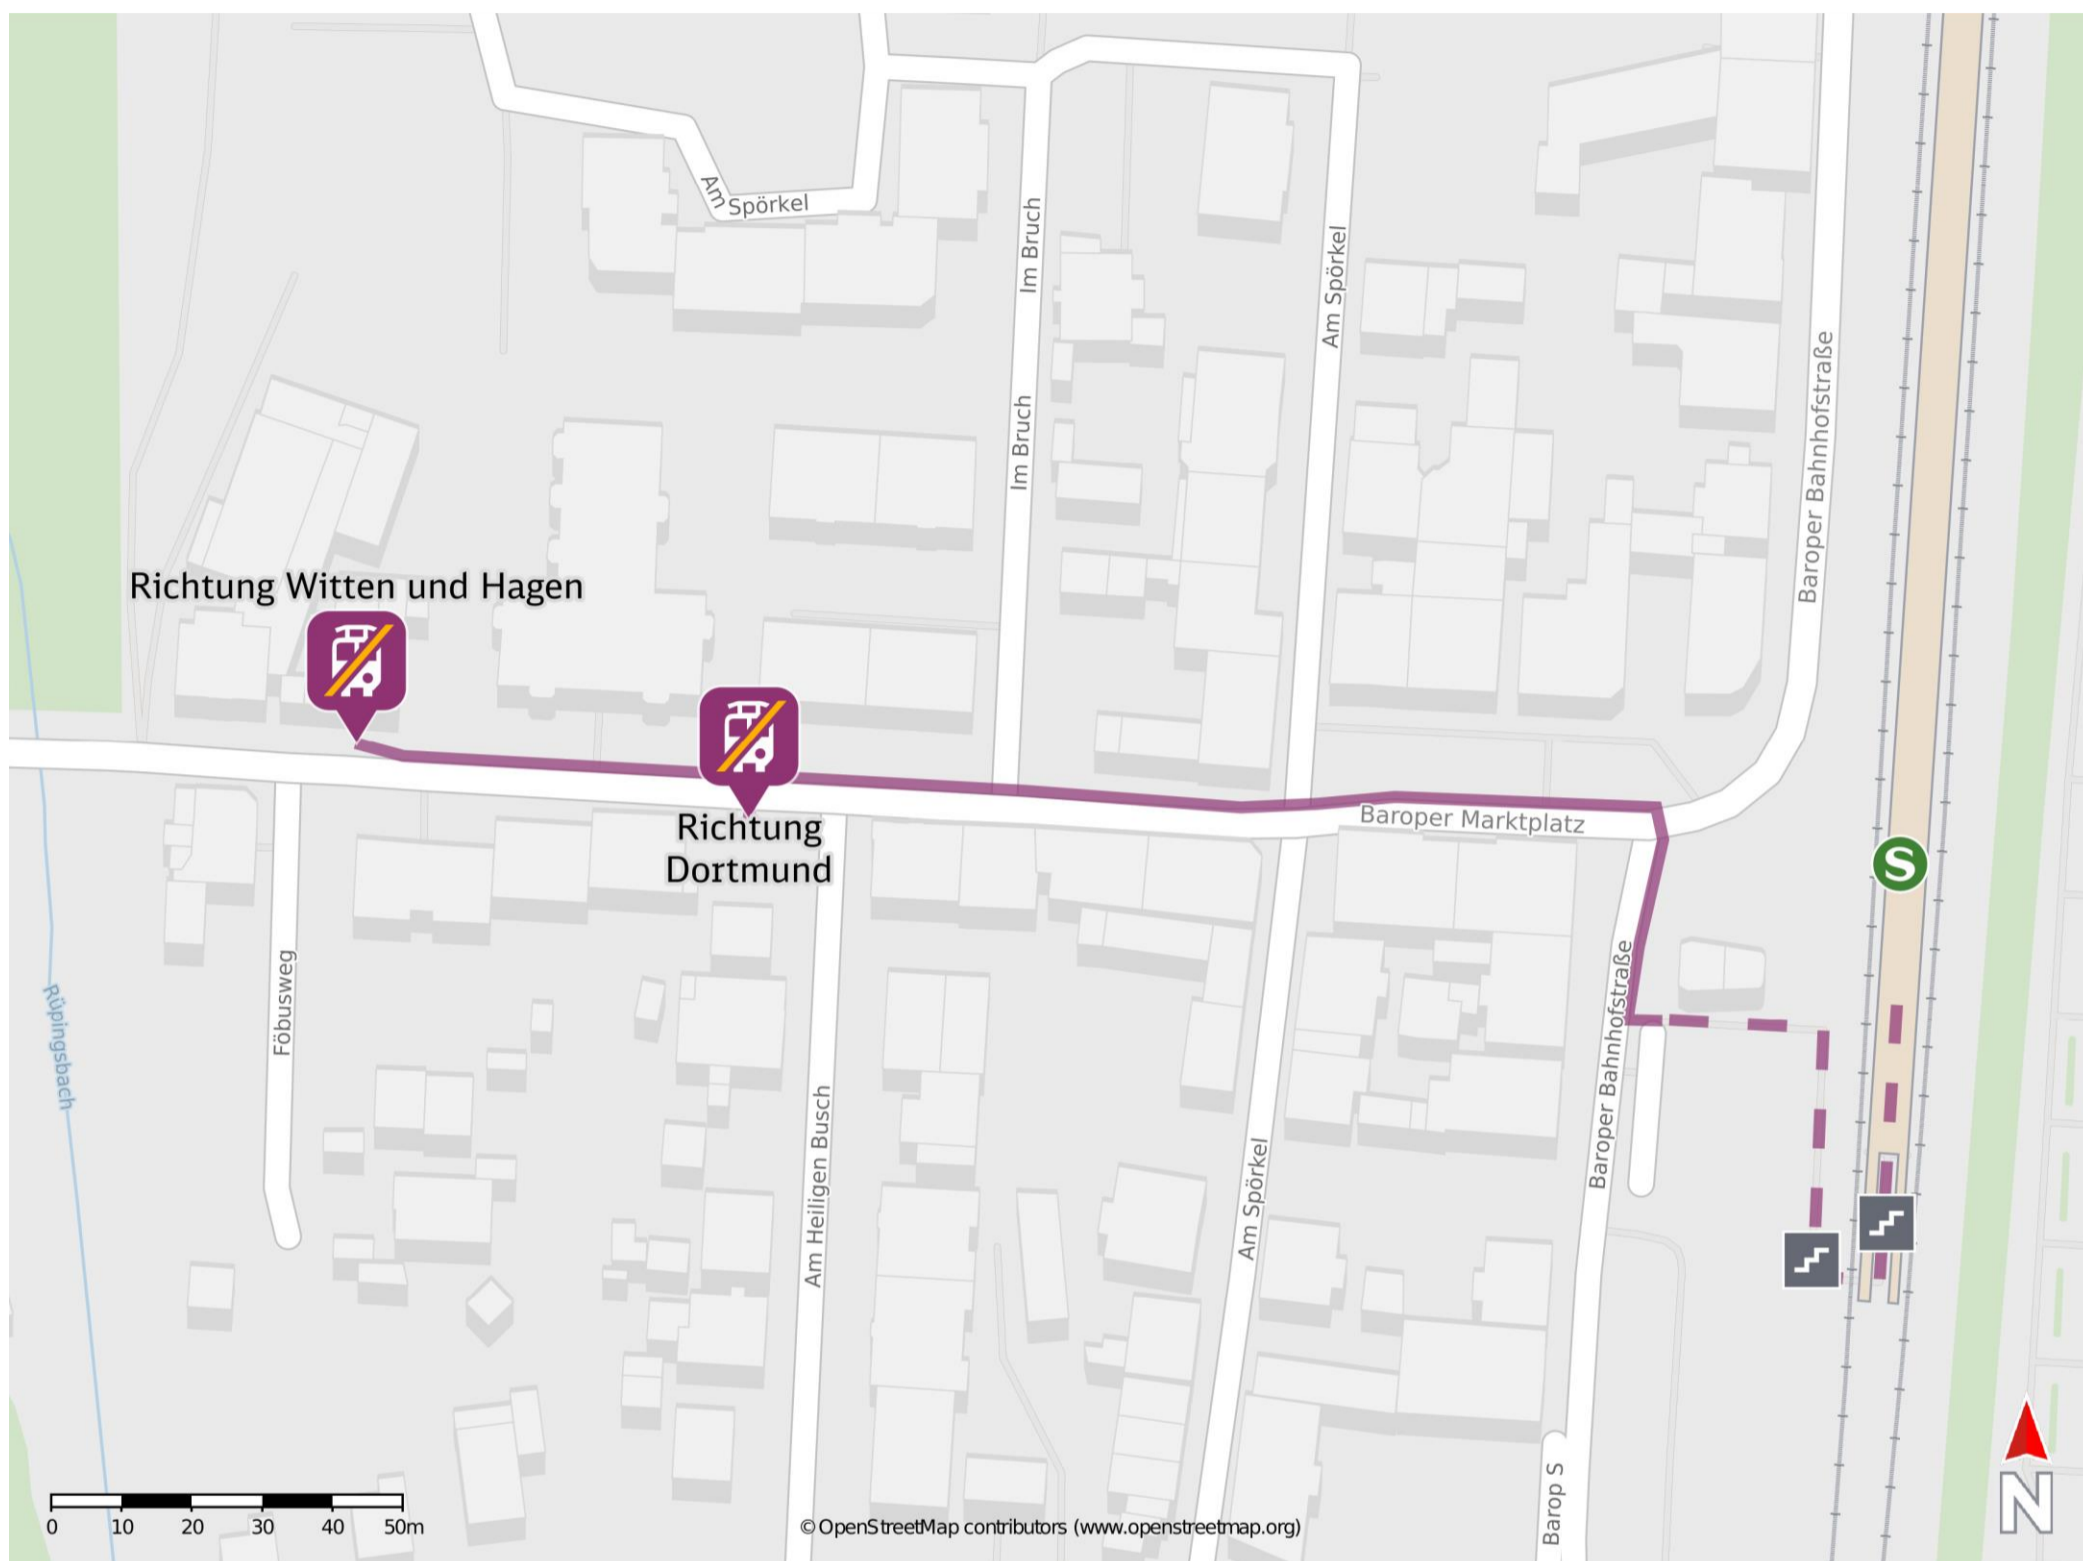 Am Spörkel
Im Bruch
Am Spörkel
Baroper Bahnhofstraße
Im Bruch
Richtung Witten und Hagen
Baroper Marktplatz
Richtung
Dortmund
S
Föbusweg
Rüpingsbach
Baroper Bahnhofstraße
Am Heiligen Busch
Am Spörkel
Barop S
N
0 10 20 30 40 50m
© OpenStreetMap contributors (www.openstreetmap.org)